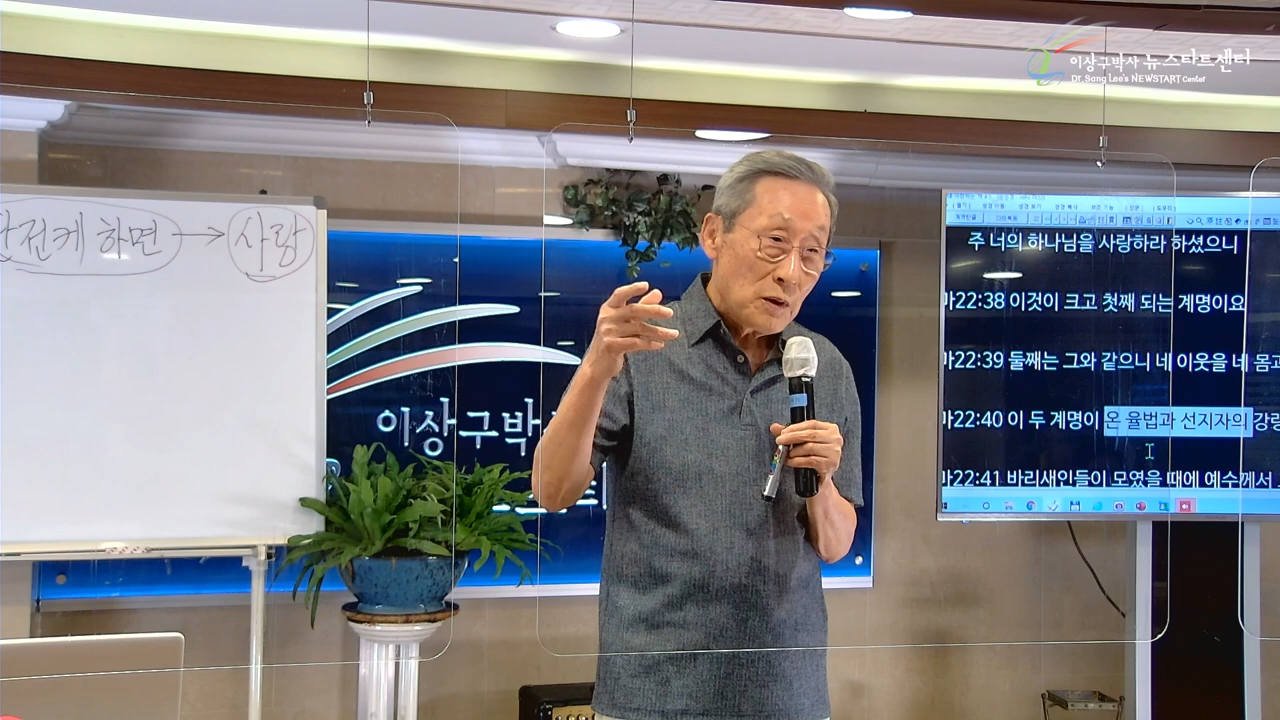 이상구박사 뉴스타트센터
Dr. Sang Lee's NEWSTART Center
전케 하면 → 사랑
이상구박
주 너의 하나님을 사랑하라 하셨으니
마22:38 이것이 크고 첫째 되는 계명이요
마22:39 둘째는 그와 같으니 네 이웃을 네 몸과
마22:40 이 두 계명이 온 율법과 선지자의 강령
마22:41 바리새인들이 모였을 때에 예수께서